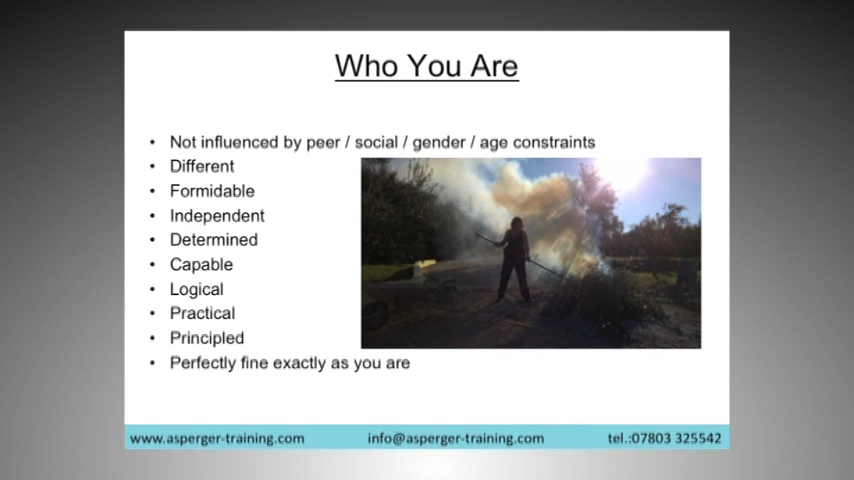 Who You Are
• Not influenced by peer / social / gender / age constraints
• Different
• Formidable
• Independent
• Determined
• Capable
• Logical
• Practical
• Principled
• Perfectly fine exactly as you are
www.asperger-training.com info@asperger-training.com tel.:07803 325542